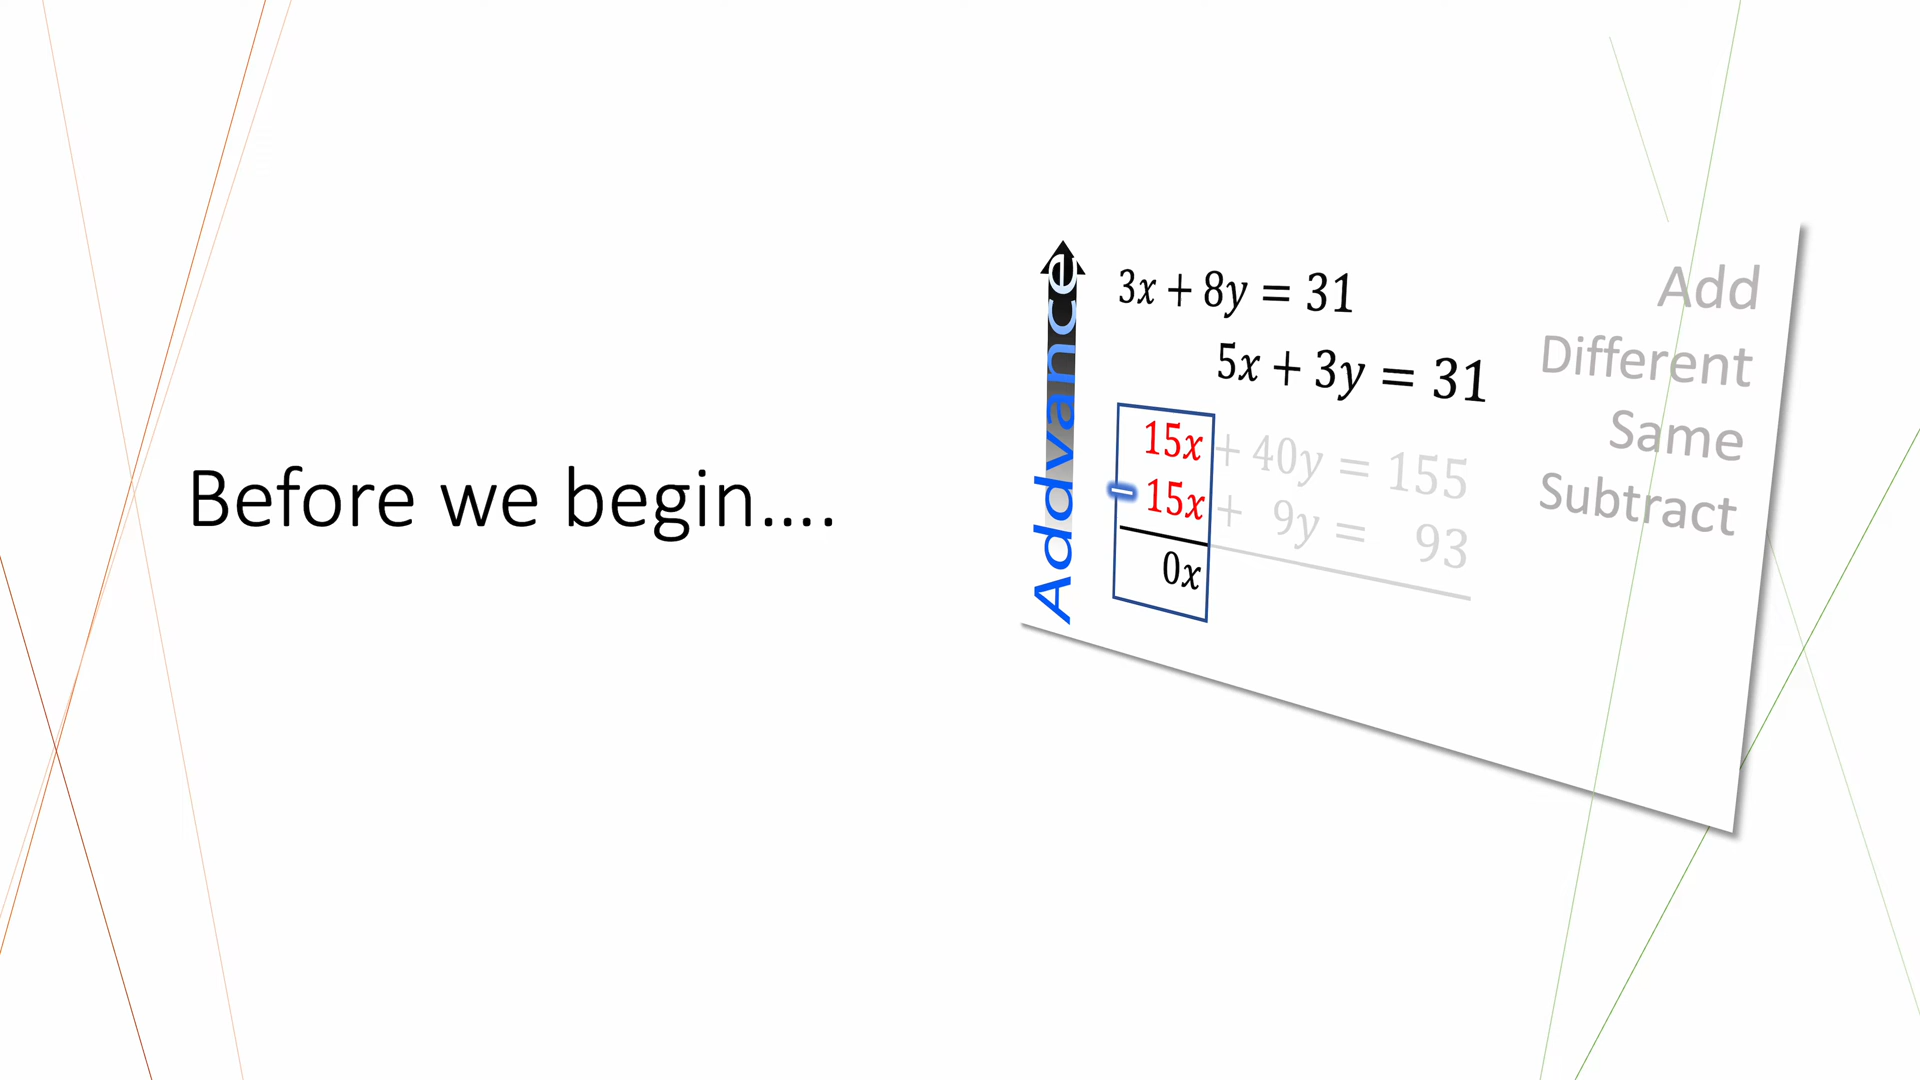 Before we begin....
Addvance
3x + 8y = 31
5x + 3y = 31
15x + 40y = 155
− 15x + 9y = 93
0x
Add
Different
Same
Subtract